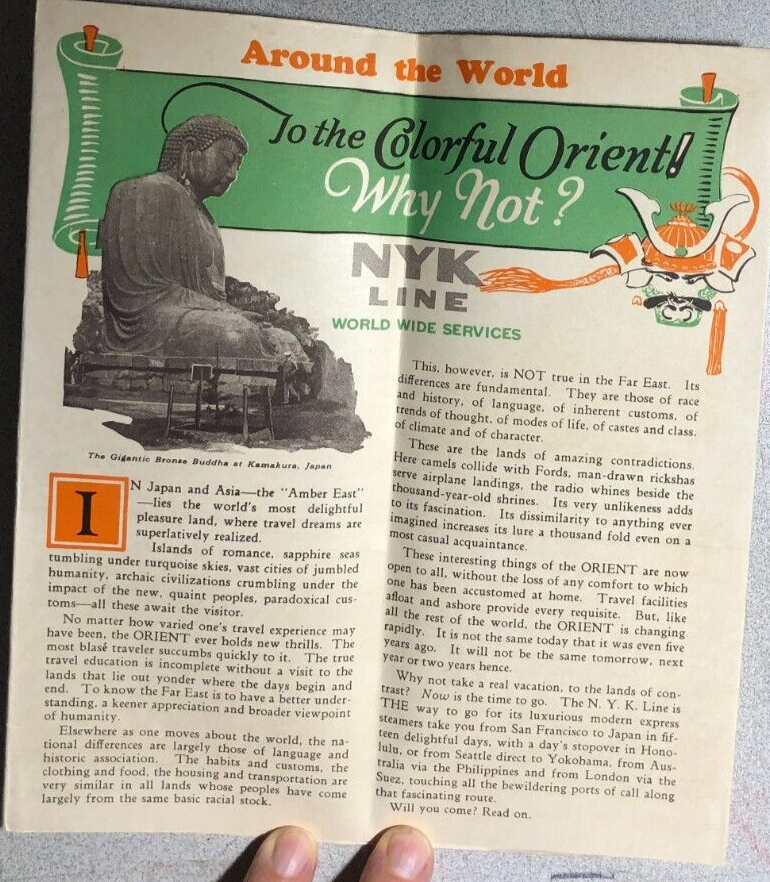 Around the World
To the Colorful Orient!
Why Not?
NYK
LINE
WORLD WIDE SERVICES
The Gigantic Bronze Buddha at Kamakura, Japan
IN Japan and Asia—the "Amber East"
—lies the world's most delightful
pleasure land, where travel dreams are
superlatively realized.
Islands of romance, sapphire seas
tumbling under turquoise skies, vast cities of jumbled
humanity, archaic civilizations crumbling under the
impact of the new, quaint peoples, paradoxical cus-
toms—all these await the visitor.
No matter how varied one's travel experience may
have been, the ORIENT ever holds new thrills. The
most blasé traveler succumbs quickly to it. The true
travel education is incomplete without a visit to the
lands that lie out yonder where the days begin and
end. To know the Far East is to have a better under-
standing, a keener appreciation and broader viewpoint
of humanity.
Elsewhere as one moves about the world, the na-
tional differences are largely those of language and
historic association. The habits and customs, the
clothing and food, the housing and transportation are
very similar in all lands whose peoples have come
largely from the same basic racial stock.
This, however, is NOT true in the Far East. Its
differences are fundamental. They are those of race
and history, of language, of inherent customs, of
trends of thought, of modes of life, of castes and class,
of climate and of character.
These are the lands of amazing contradictions.
Here camels collide with Fords, man-drawn rickshas
serve airplane landings, the radio whines beside the
thousand-year-old shrines. Its very unlikeness adds
to its fascination. Its dissimilarity to anything ever
imagined increases its lure a thousand fold even on a
most casual acquaintance.
These interesting things of the ORIENT are now
open to all, without the loss of any comfort to which
one has been accustomed at home. Travel facilities
afloat and ashore provide every requisite. But, like
all the rest of the world, the ORIENT is changing
rapidly. It is not the same today that it was even five
years ago. It will not be the same tomorrow, next
year or two years hence.
Why not take a real vacation, to the lands of con-
trast? Now is the time to go. The N. Y. K. Line is
THE way to go for its luxurious modern express
steamers take you from San Francisco to Japan in fif-
teen delightful days, with a day's stopover in Hono-
lulu, or from Seattle direct to Yokohama, from Aus-
tralia via the Philippines and from London via the
Suez, touching all the bewildering ports of call along
that fascinating route.
Will you come? Read on.